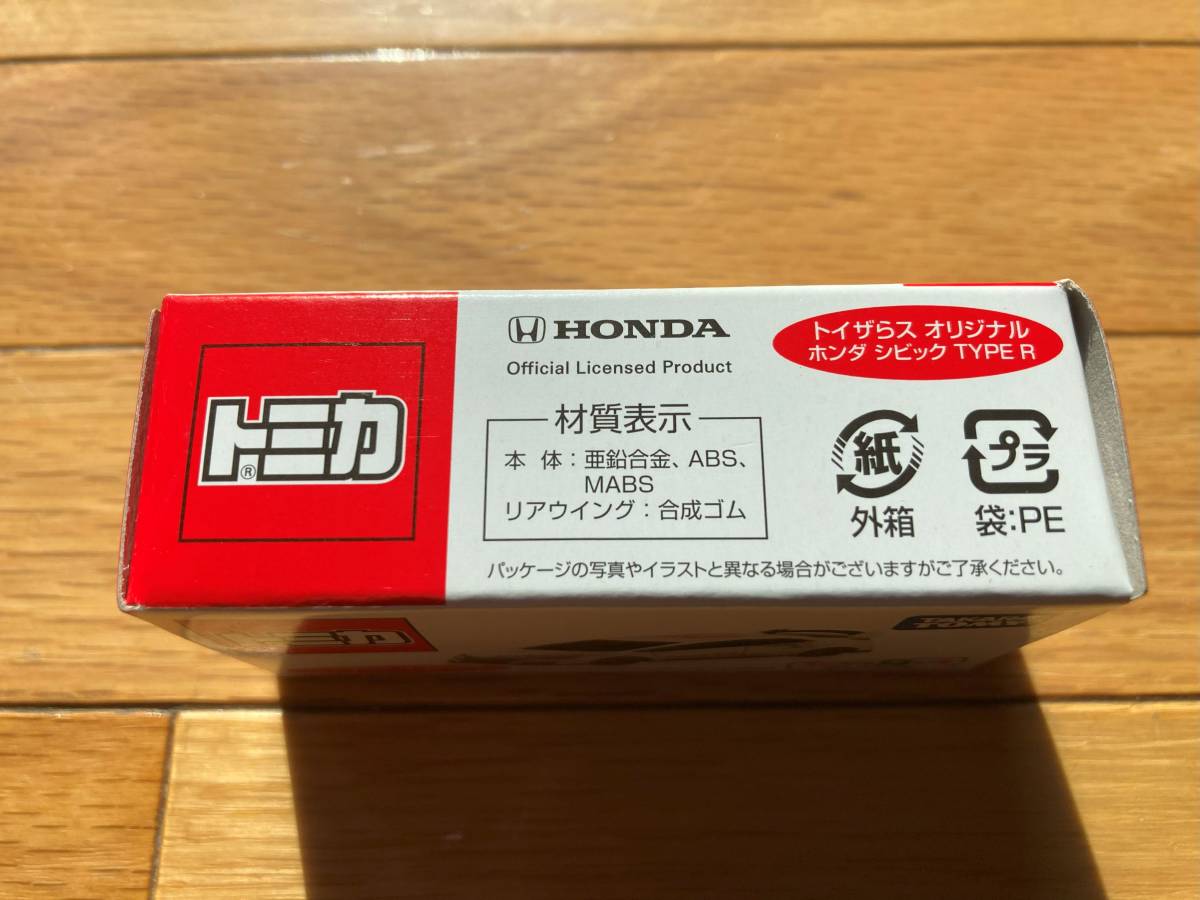 トミカ
®
HONDA
Official Licensed Product
トイザらス オリジナル
ホンダ シビック TYPE R
材質表示
本 体：亜鉛合金、ABS、
MABS
リアウイング：合成ゴム
紙
外箱
プラ
袋:PE
パッケージの写真やイラストと異なる場合がございますがご了承ください。
トミカ